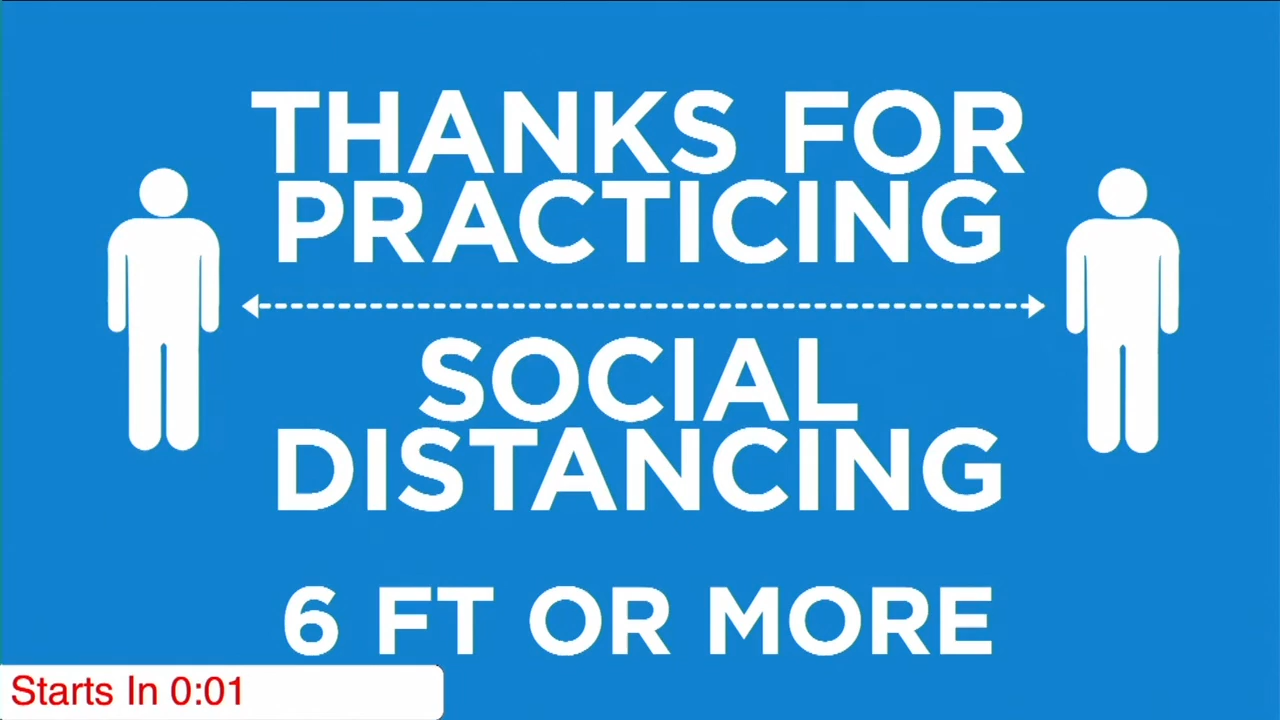 THANKS FOR
PRACTICING
SOCIAL
DISTANCING
6 FT OR MORE
Starts In 0:01